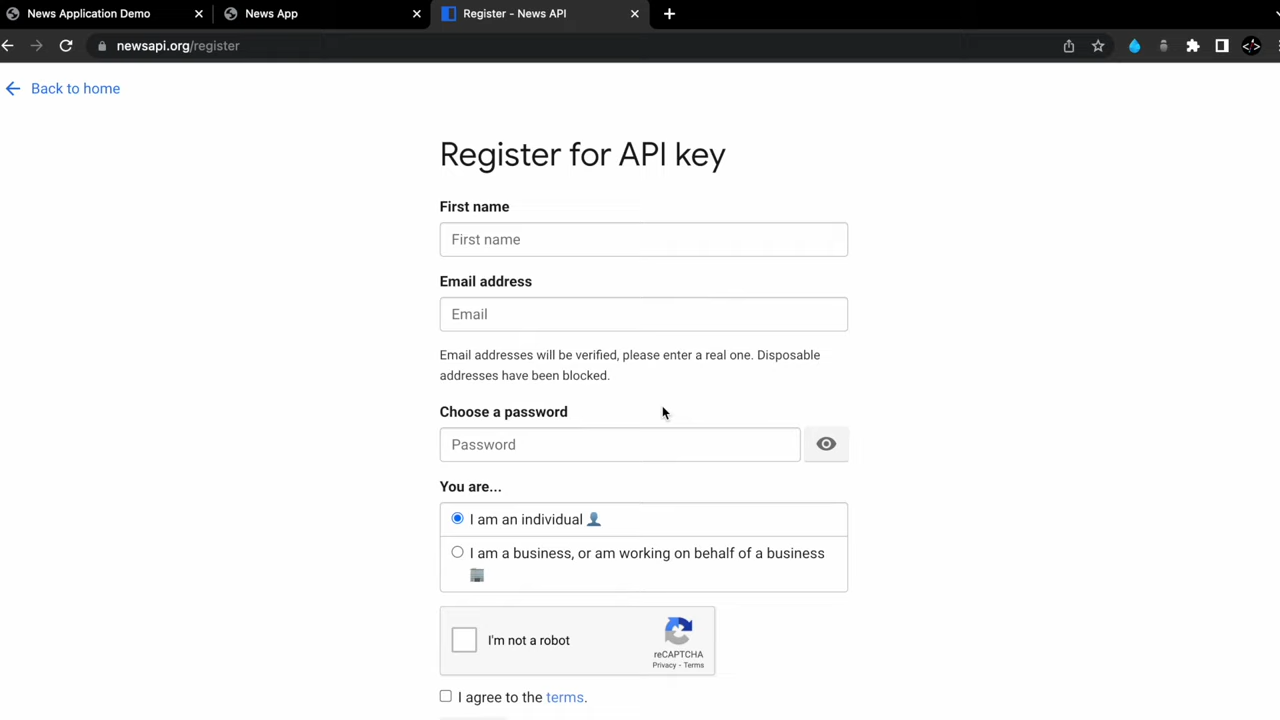 News Application Demo
News App
Register - News API
newsapi.org/register
Back to home
Register for API key
First name
First name
Email address
Email
Email addresses will be verified, please enter a real one. Disposable
addresses have been blocked.
Choose a password
Password
You are...
I am an individual
I am a business, or am working on behalf of a business
I'm not a robot
reCAPTCHA
Privacy - Terms
I agree to the terms.